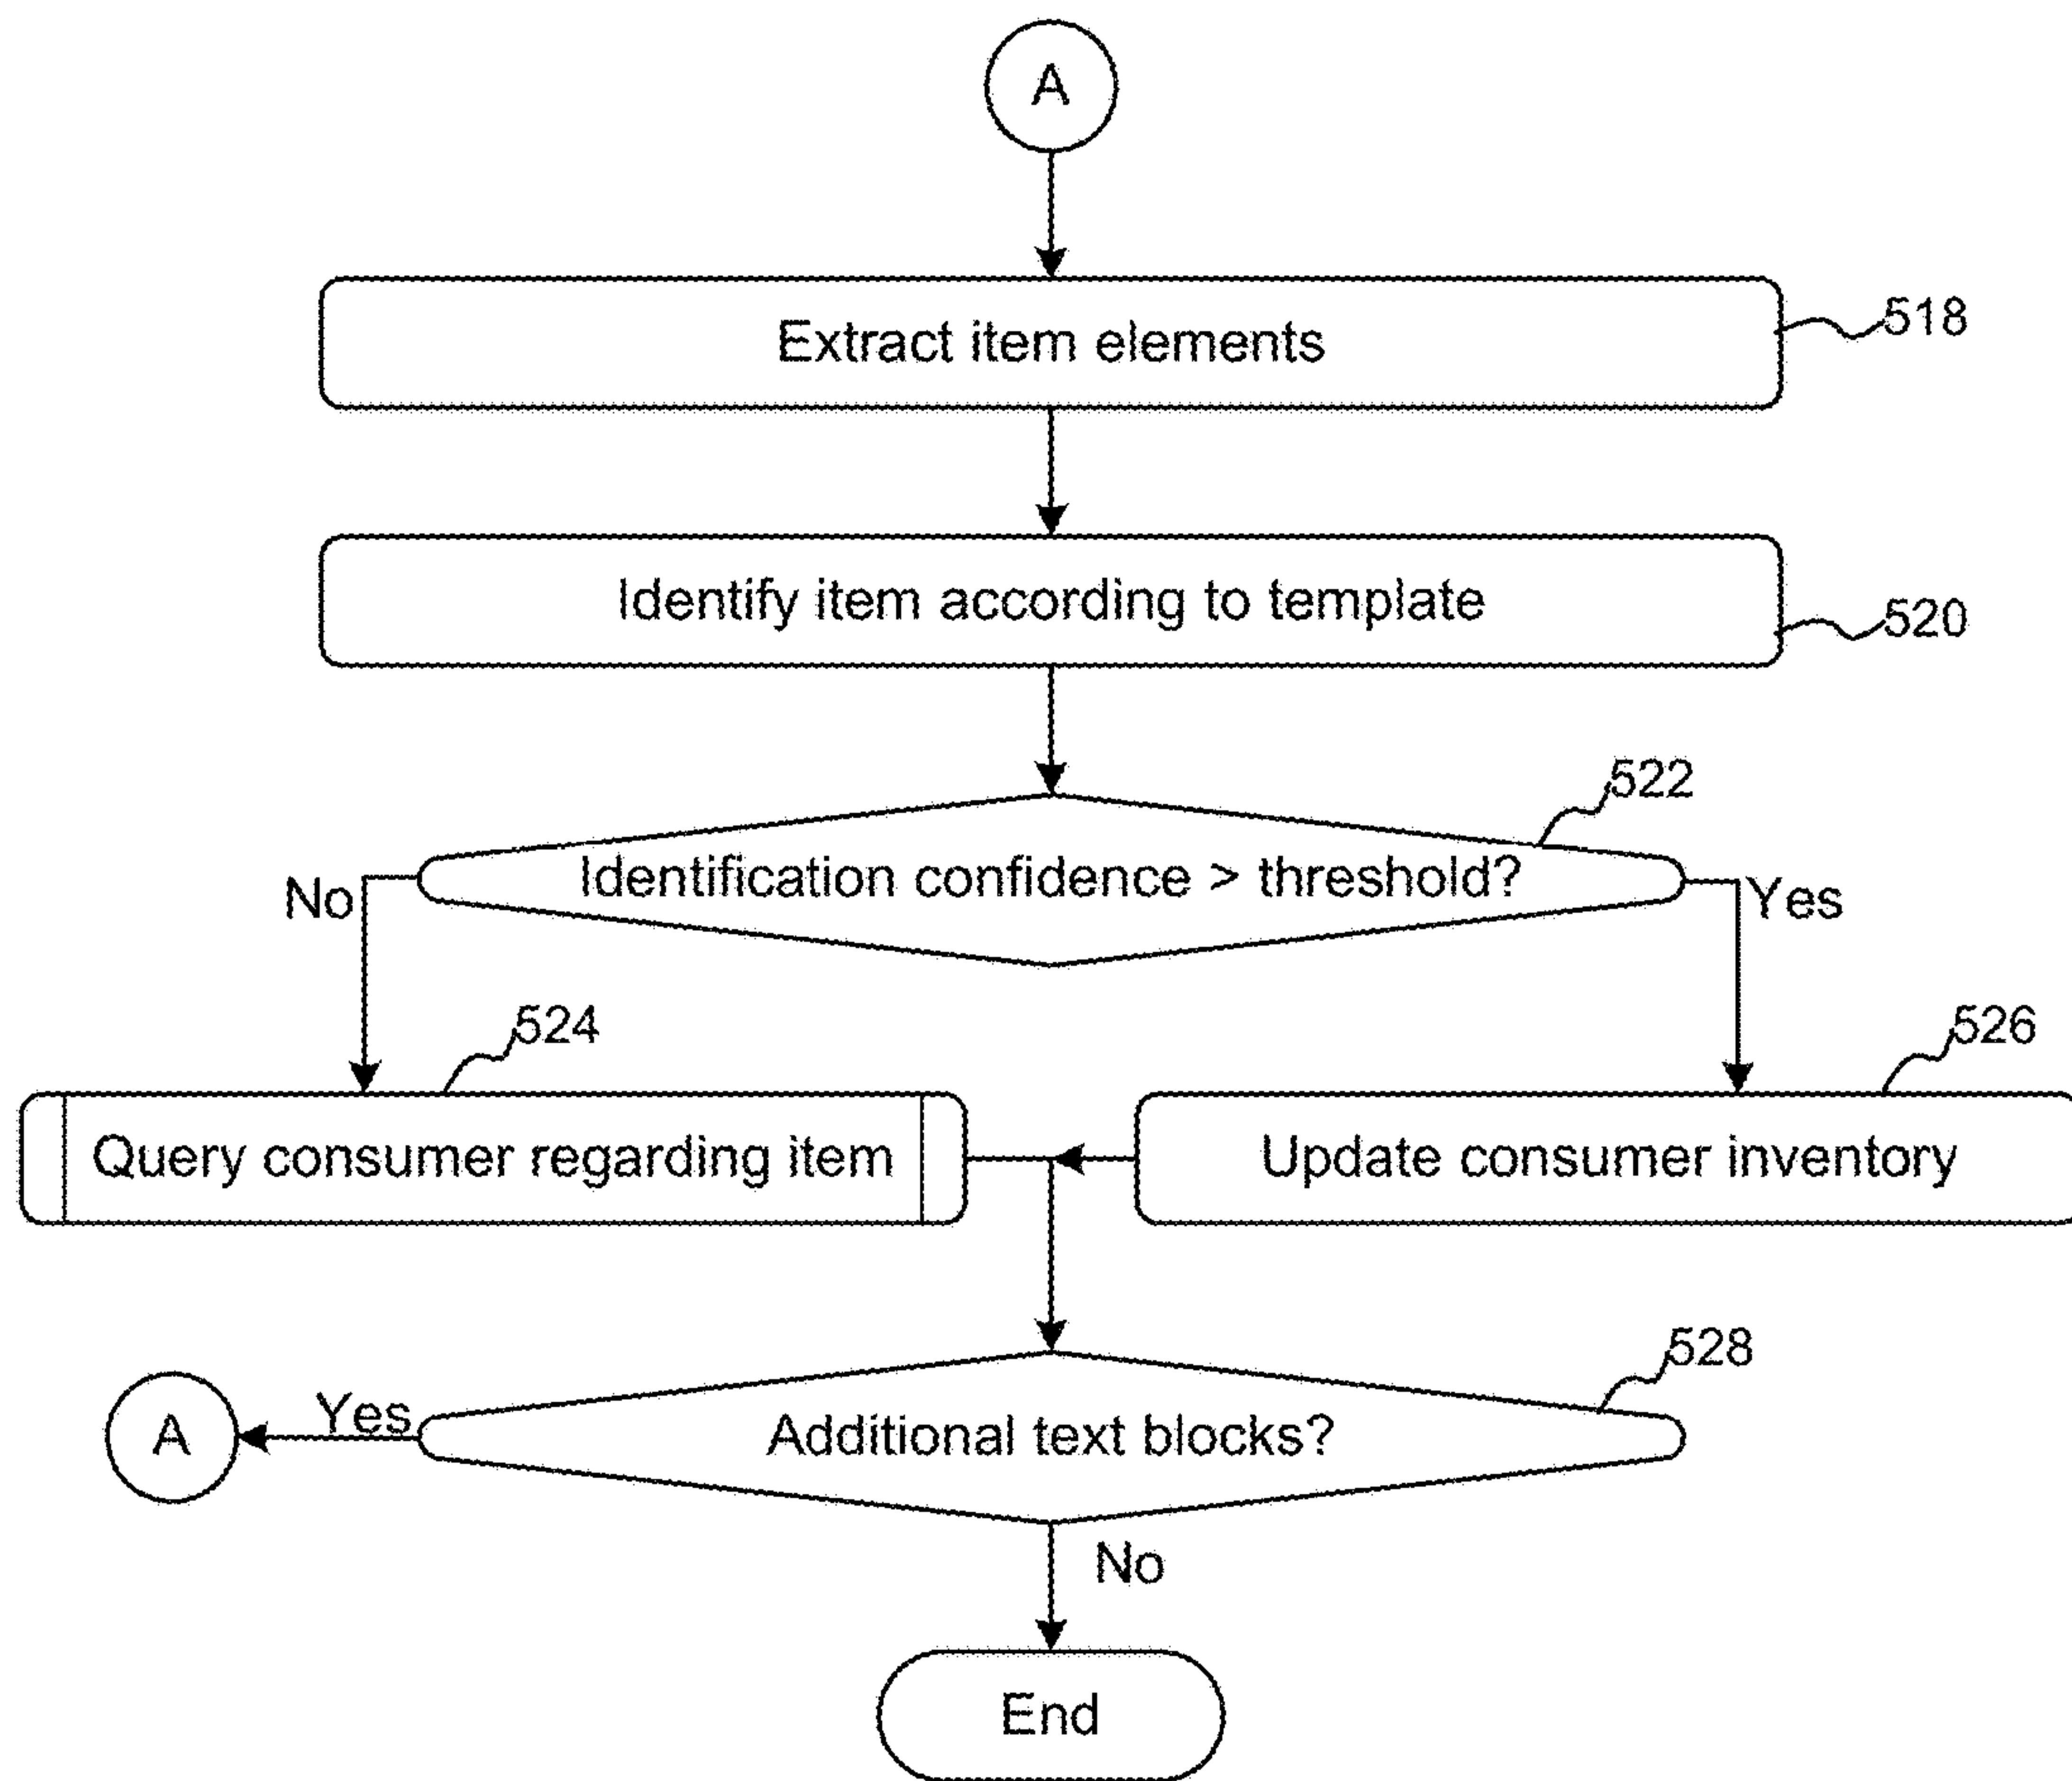 A
Extract item elements
518
Identify item according to template
520
522
Identification confidence > threshold?
No
Yes
524
526
Query consumer regarding item
Update consumer inventory
528
A
Yes
Additional text blocks?
No
End